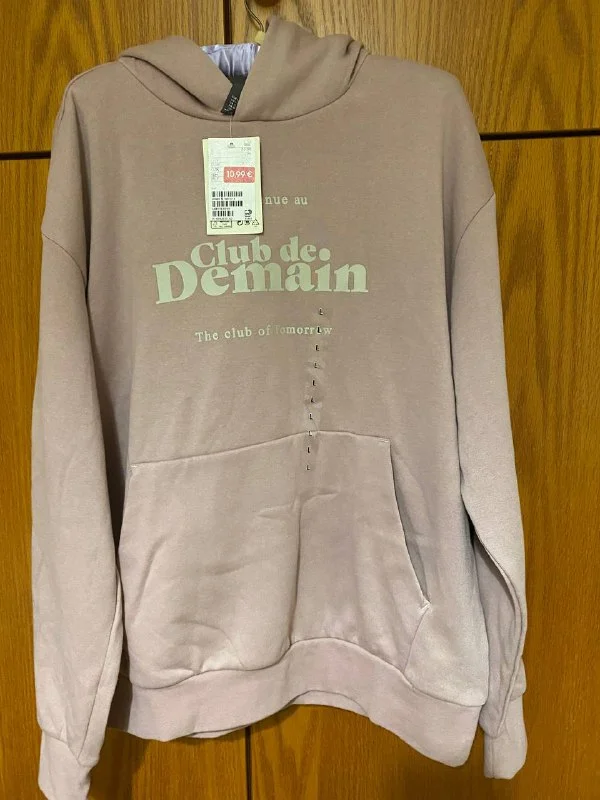 10.99 €
nue au
Club de
Demain
The club of tomorrow
L
L
L
L
L
L
L
L
L
L